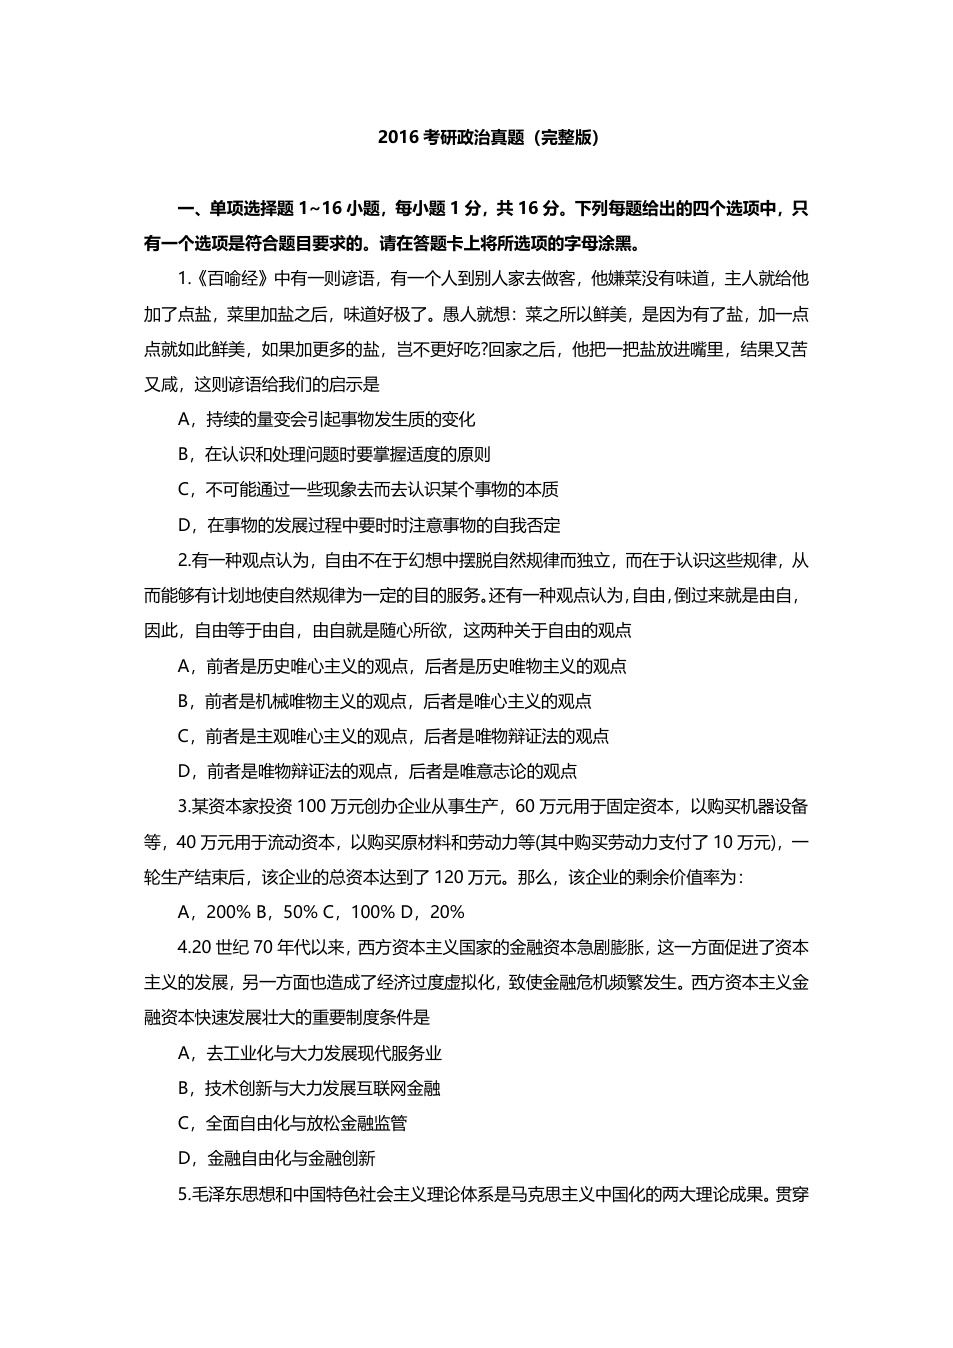 2016 考研政治真题（完整版）
一、单项选择题 1~16 小题，每小题 1 分，共 16 分。下列每题给出的四个选项中，只
有一个选项是符合题目要求的。请在答题卡上将所选项的字母涂黑。
1.《百喻经》中有一则谚语，有一个人到别人家去做客，他嫌菜没有味道，主人就给他
加了点盐，菜里加盐之后，味道好极了。愚人就想：菜之所以鲜美，是因为有了盐，加一点
点就如此鲜美，如果加更多的盐，岂不更好吃?回家之后，他把一把盐放进嘴里，结果又苦
又咸，这则谚语给我们的启示是
A，持续的量变会引起事物发生质的变化
B，在认识和处理问题时要掌握适度的原则
C，不可能通过一些现象去而去认识某个事物的本质
D，在事物的发展过程中要时时注意事物的自我否定
2.有一种观点认为，自由不在于幻想中摆脱自然规律而独立，而在于认识这些规律，从
而能够有计划地使自然规律为一定的目的服务。还有一种观点认为，自由，倒过来就是由自，
因此，自由等于由自，由自就是随心所欲，这两种关于自由的观点
A，前者是历史唯心主义的观点，后者是历史唯物主义的观点
B，前者是机械唯物主义的观点，后者是唯心主义的观点
C，前者是主观唯心主义的观点，后者是唯物辩证法的观点
D，前者是唯物辩证法的观点，后者是唯意志论的观点
3.某资本家投资 100 万元创办企业从事生产，60 万元用于固定资本，以购买机器设备
等，40 万元用于流动资本，以购买原材料和劳动力等(其中购买劳动力支付了 10 万元)，一
轮生产结束后，该企业的总资本达到了 120 万元。那么，该企业的剩余价值率为：
A，200% B，50% C，100% D，20%
4.20 世纪 70 年代以来，西方资本主义国家的金融资本急剧膨胀，这一方面促进了资本
主义的发展，另一方面也造成了经济过度虚拟化，致使金融危机频繁发生。西方资本主义金
融资本快速发展壮大的重要制度条件是
A，去工业化与大力发展现代服务业
B，技术创新与大力发展互联网金融
C，全面自由化与放松金融监管
D，金融自由化与金融创新
5.毛泽东思想和中国特色社会主义理论体系是马克思主义中国化的两大理论成果。贯穿